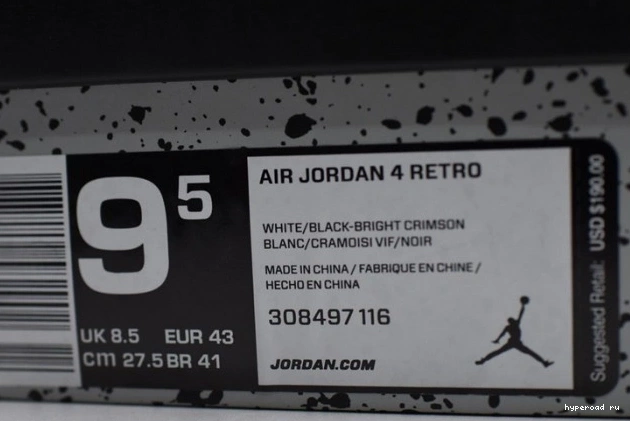 9 5
UK 8.5 EUR 43
cm 27.5 BR 41
AIR JORDAN 4 RETRO
WHITE/BLACK-BRIGHT CRIMSON
BLANC/CRAMOISI VIF/NOIR
MADE IN CHINA / FABRIQUE EN CHINE /
HECHO EN CHINA
308497 116
JORDAN.COM
Suggested Retail: USD $190.00
hyperoad ru